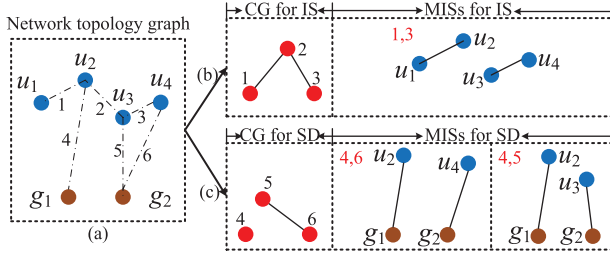 Network topology graph
u1
u2
u3
u4
1
2
3
4
5
6
g1
g2
(a)
CG for IS
MISs for IS
(b)
1
2
3
1,3
u1
u2
u3
u4
CG for SD
MISs for SD
(c)
4
5
6
4,6
u2
u4
g1
g2
4,5
u2
u3
g1
g2